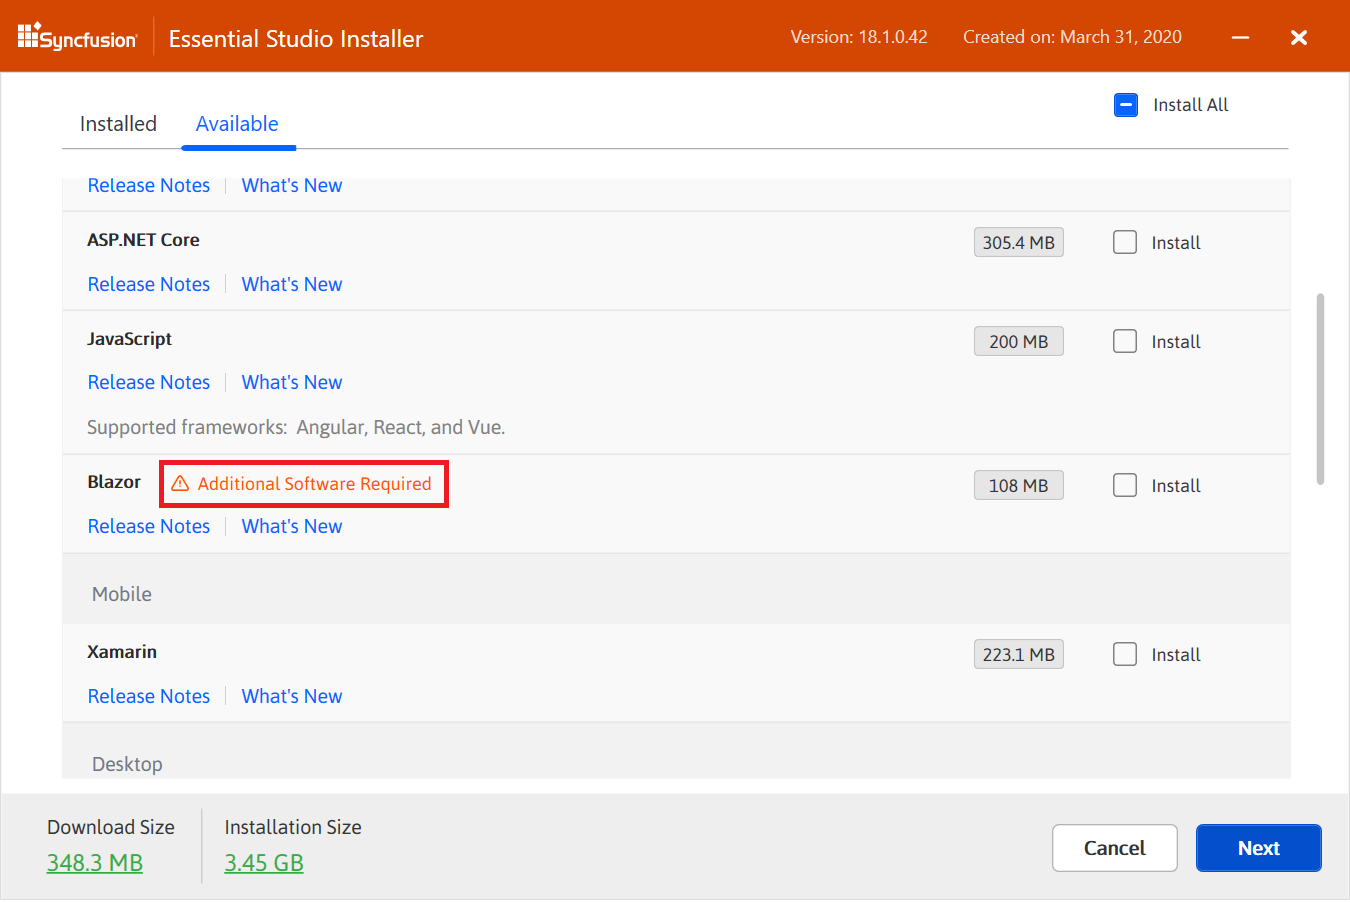 Syncfusion Essential Studio Installer Version: 18.1.0.42 Created on: March 31, 2020
Install All
Installed Available
Release Notes What's New
ASP.NET Core 305.4 MB Install
Release Notes What's New
JavaScript 200 MB Install
Release Notes What's New
Supported frameworks: Angular, React, and Vue.
Blazor Additional Software Required 108 MB Install
Release Notes What's New
Mobile
Xamarin 223.1 MB Install
Release Notes What's New
Desktop
Download Size Installation Size
348.3 MB 3.45 GB
Cancel Next